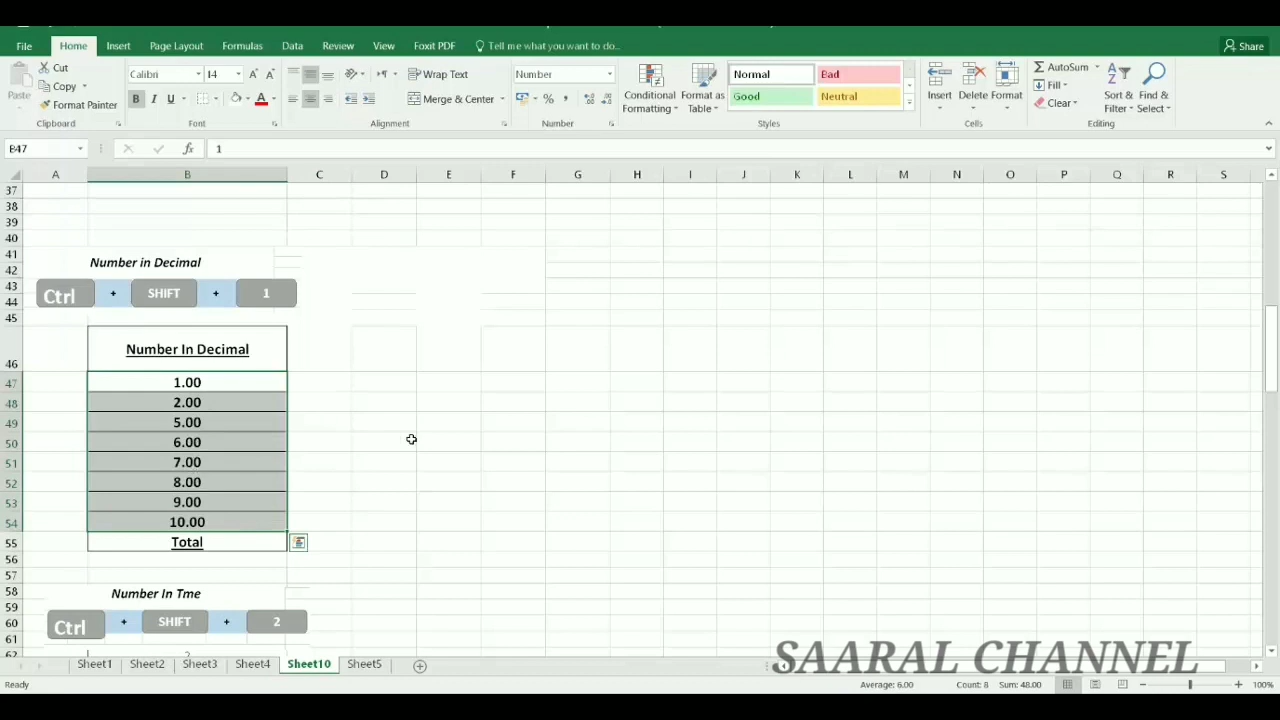 File Home Insert Page Layout Formulas Data Review View Foxit PDF Tell me what you want to do... Share
Paste Cut Copy Format Painter Clipboard
Calibri 14 A A B I U A Font
Wrap Text Merge & Center Alignment
Number % , Number
Conditional Formatting Format as Table Normal Bad Good Neutral Styles
Insert Delete Format Cells
AutoSum Fill Clear Sort & Filter Find & Select Editing
B47 fx 1
A B C D E F G H I J K L M N O P Q R S
37
38
39
40
41
Number in Decimal
42
43
Ctrl + SHIFT + 1
44
45
46 Number In Decimal
47 1.00
48 2.00
49 5.00
50 6.00
51 7.00
52 8.00
53 9.00
54 10.00
55 Total
56
57
58 Number In Tme
59
60 Ctrl + SHIFT + 2
61
62 2
SAARAL CHANNEL
Sheet1 Sheet2 Sheet3 Sheet4 Sheet10 Sheet5
Ready Average: 6.00 Count: 8 Sum: 48.00 100%